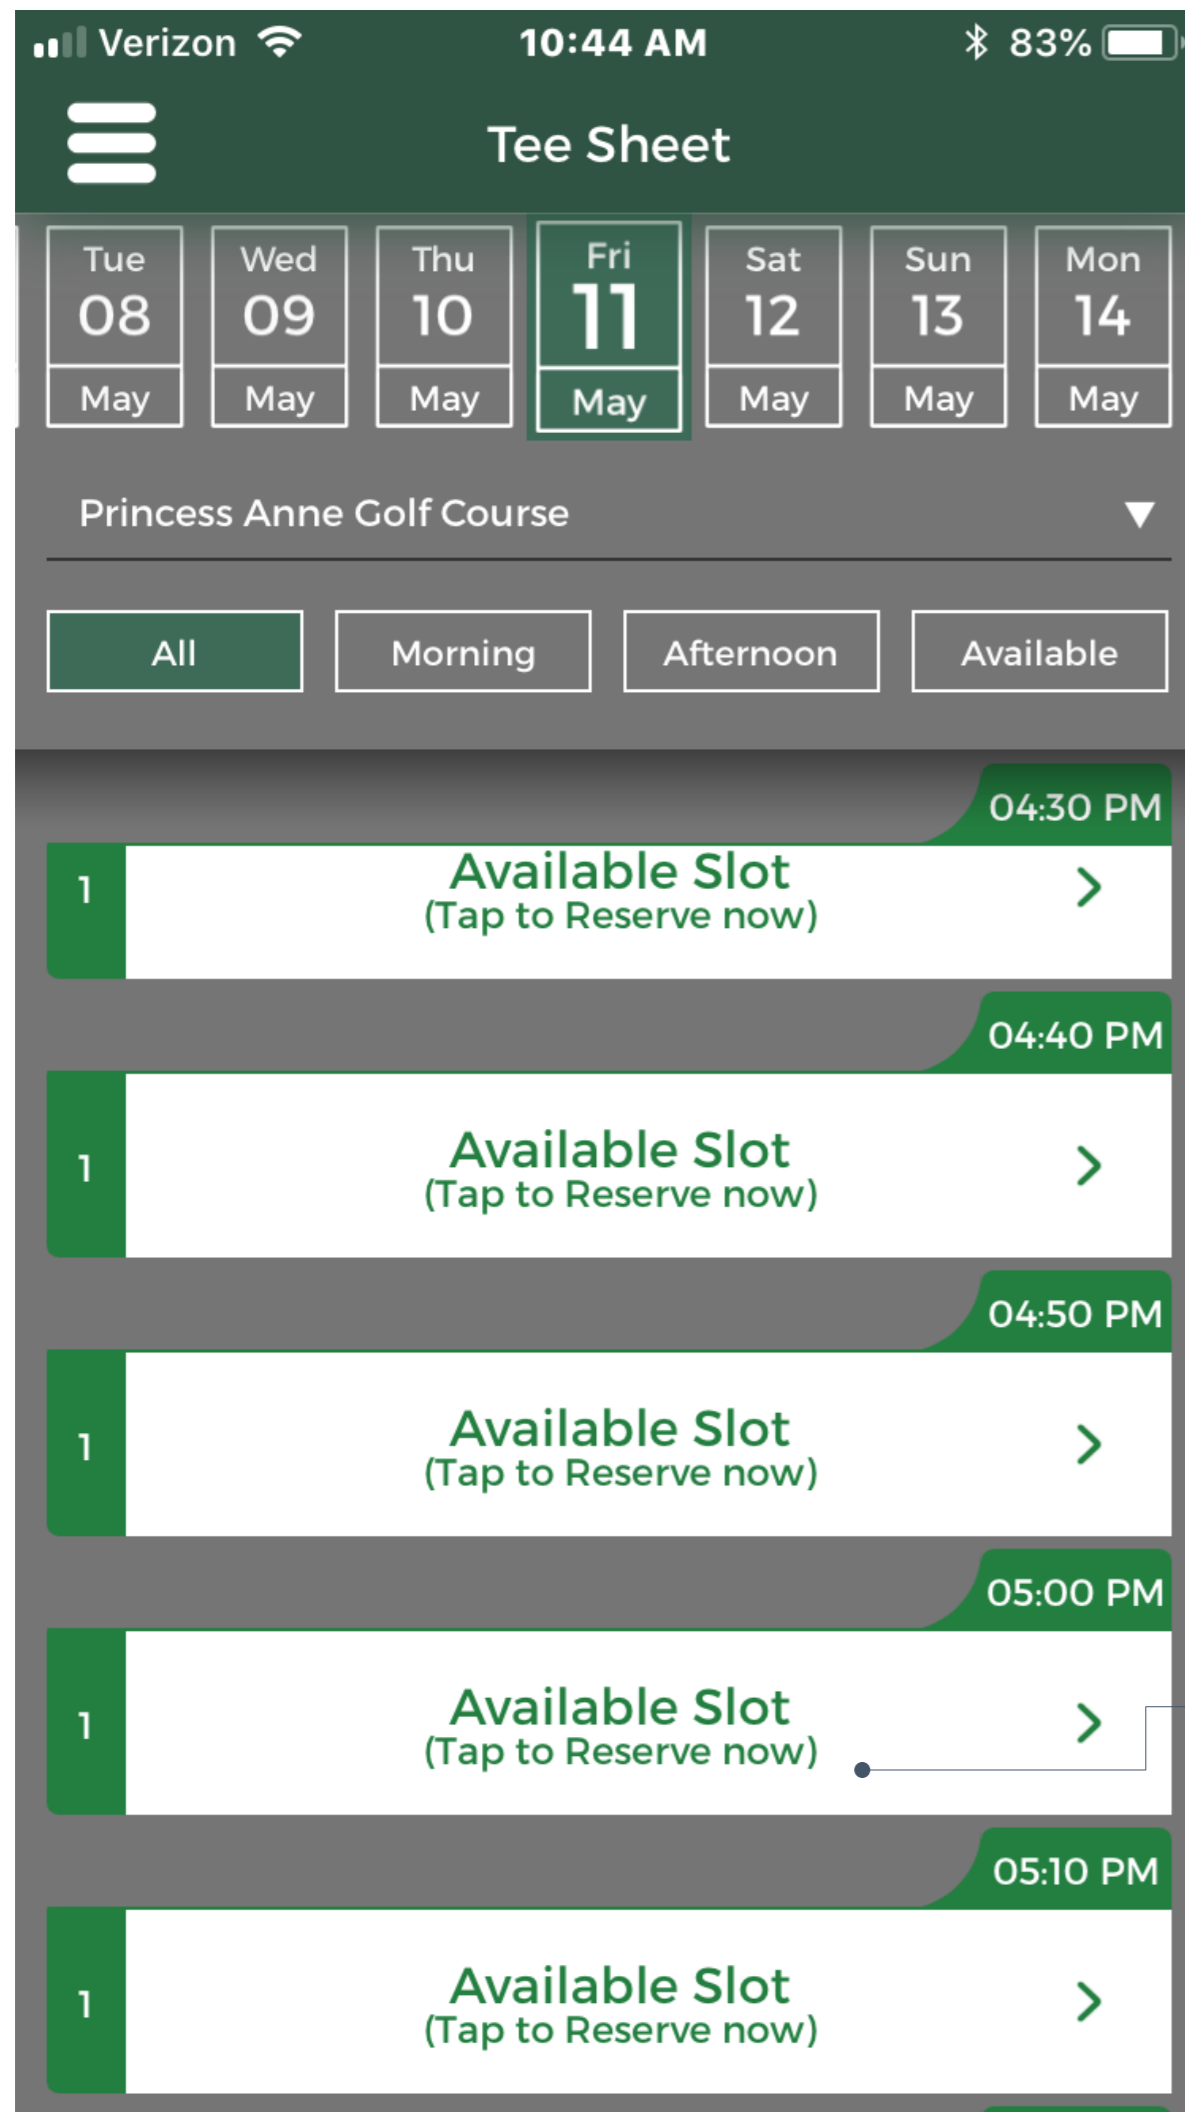 Verizon 10:44 AM 83%
Tee Sheet
Tue Wed Thu Fri Sat Sun Mon
08 09 10 11 12 13 14
May May May May May May May
Princess Anne Golf Course
All Morning Afternoon Available
04:30 PM
1 Available Slot
(Tap to Reserve now)
04:40 PM
1 Available Slot
(Tap to Reserve now)
04:50 PM
1 Available Slot
(Tap to Reserve now)
05:00 PM
1 Available Slot
(Tap to Reserve now)
05:10 PM
1 Available Slot
(Tap to Reserve now)